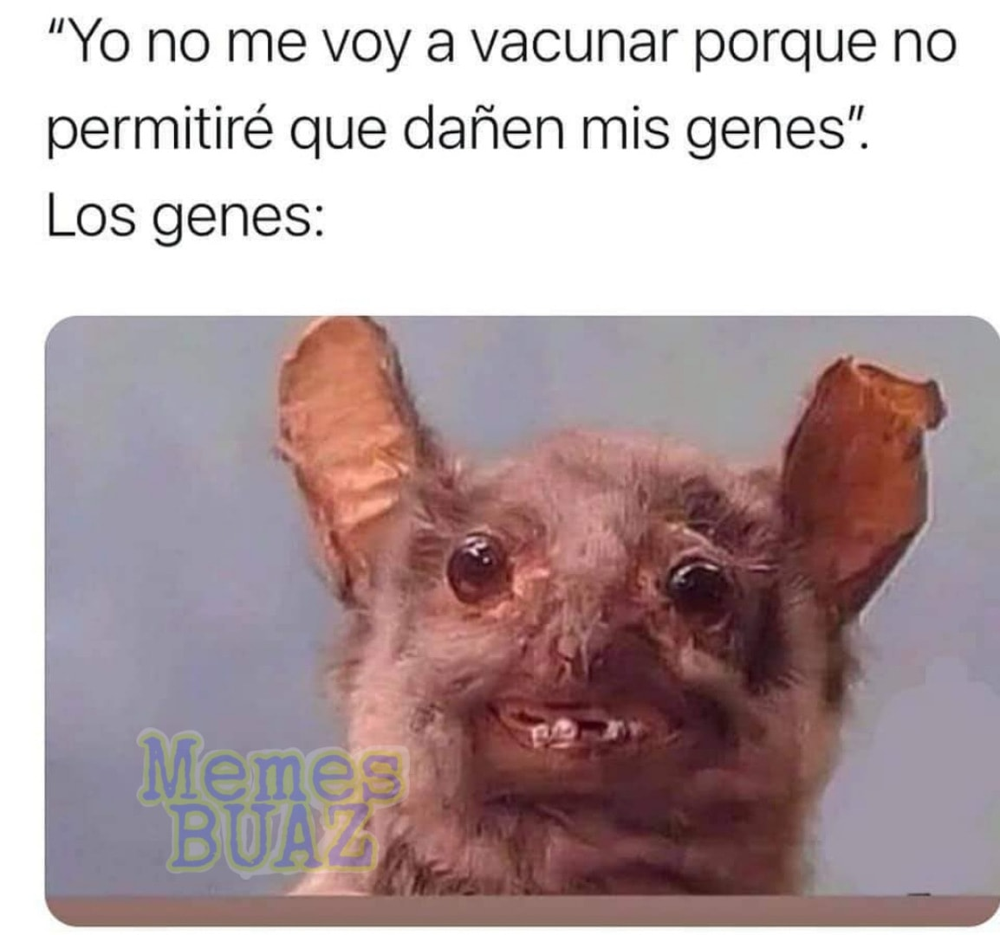 "Yo no me voy a vacunar porque no
permitiré que dañen mis genes".
Los genes:
Memes
BUAZ